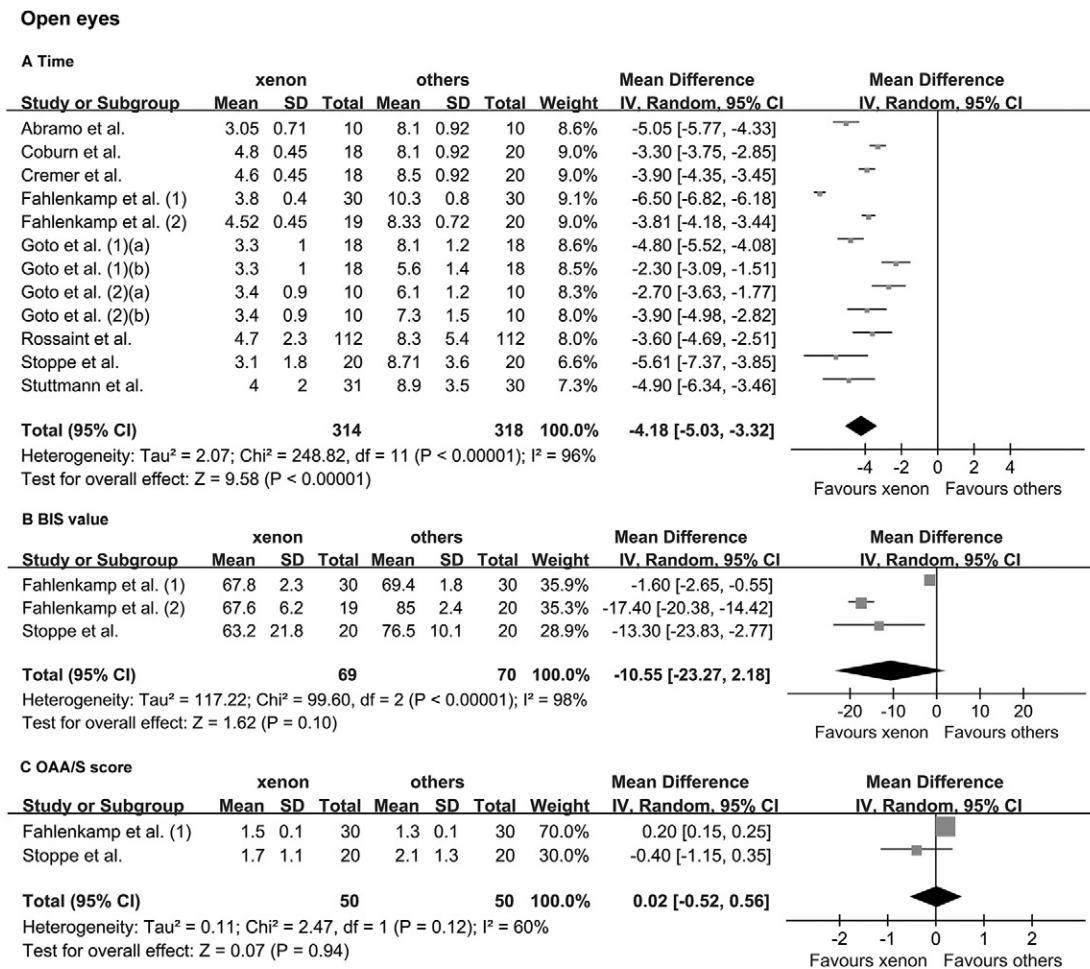 Open eyes
A Time
xenon others Mean Difference Mean Difference
Study or Subgroup Mean SD Total Mean SD Total Weight IV, Random, 95% CI IV, Random, 95% CI
Abramo et al. 3.05 0.71 10 8.1 0.92 10 8.6% -5.05 [-5.77, -4.33]
Coburn et al. 4.8 0.45 18 8.1 0.92 20 9.0% -3.30 [-3.75, -2.85]
Cremer et al. 4.6 0.45 18 8.5 0.92 20 9.0% -3.90 [-4.35, -3.45]
Fahlenkamp et al. (1) 3.8 0.4 30 10.3 0.8 30 9.1% -6.50 [-6.82, -6.18]
Fahlenkamp et al. (2) 4.52 0.45 19 8.33 0.72 20 9.0% -3.81 [-4.18, -3.44]
Goto et al. (1)(a) 3.3 1 18 8.1 1.2 18 8.6% -4.80 [-5.52, -4.08]
Goto et al. (1)(b) 3.3 1 18 5.6 1.4 18 8.5% -2.30 [-3.09, -1.51]
Goto et al. (2)(a) 3.4 0.9 10 6.1 1.2 10 8.3% -2.70 [-3.63, -1.77]
Goto et al. (2)(b) 3.4 0.9 10 7.3 1.5 10 8.0% -3.90 [-4.98, -2.82]
Rossaint et al. 4.7 2.3 112 8.3 5.4 112 8.0% -3.60 [-4.69, -2.51]
Stoppe et al. 3.1 1.8 20 8.71 3.6 20 6.6% -5.61 [-7.37, -3.85]
Stuttmann et al. 4 2 31 8.9 3.5 30 7.3% -4.90 [-6.34, -3.46]
Total (95% CI) 314 318 100.0% -4.18 [-5.03, -3.32]
Heterogeneity: Tau² = 2.07; Chi² = 248.82, df = 11 (P < 0.00001); I² = 96%
Test for overall effect: Z = 9.58 (P < 0.00001)
-4 -2 0 2 4
Favours xenon Favours others
B BIS value
xenon others Mean Difference Mean Difference
Study or Subgroup Mean SD Total Mean SD Total Weight IV, Random, 95% CI IV, Random, 95% CI
Fahlenkamp et al. (1) 67.8 2.3 30 69.4 1.8 30 35.9% -1.60 [-2.65, -0.55]
Fahlenkamp et al. (2) 67.6 6.2 19 85 2.4 20 35.3% -17.40 [-20.38, -14.42]
Stoppe et al. 63.2 21.8 20 76.5 10.1 20 28.9% -13.30 [-23.83, -2.77]
Total (95% CI) 69 70 100.0% -10.55 [-23.27, 2.18]
Heterogeneity: Tau² = 117.22; Chi² = 99.60, df = 2 (P < 0.00001); I² = 98%
Test for overall effect: Z = 1.62 (P = 0.10)
-20 -10 0 10 20
Favours xenon Favours others
C OAA/S score
xenon others Mean Difference Mean Difference
Study or Subgroup Mean SD Total Mean SD Total Weight IV, Random, 95% CI IV, Random, 95% CI
Fahlenkamp et al. (1) 1.5 0.1 30 1.3 0.1 30 70.0% 0.20 [0.15, 0.25]
Stoppe et al. 1.7 1.1 20 2.1 1.3 20 30.0% -0.40 [-1.15, 0.35]
Total (95% CI) 50 50 100.0% 0.02 [-0.52, 0.56]
Heterogeneity: Tau² = 0.11; Chi² = 2.47, df = 1 (P = 0.12); I² = 60%
Test for overall effect: Z = 0.07 (P = 0.94)
-2 -1 0 1 2
Favours xenon Favours others